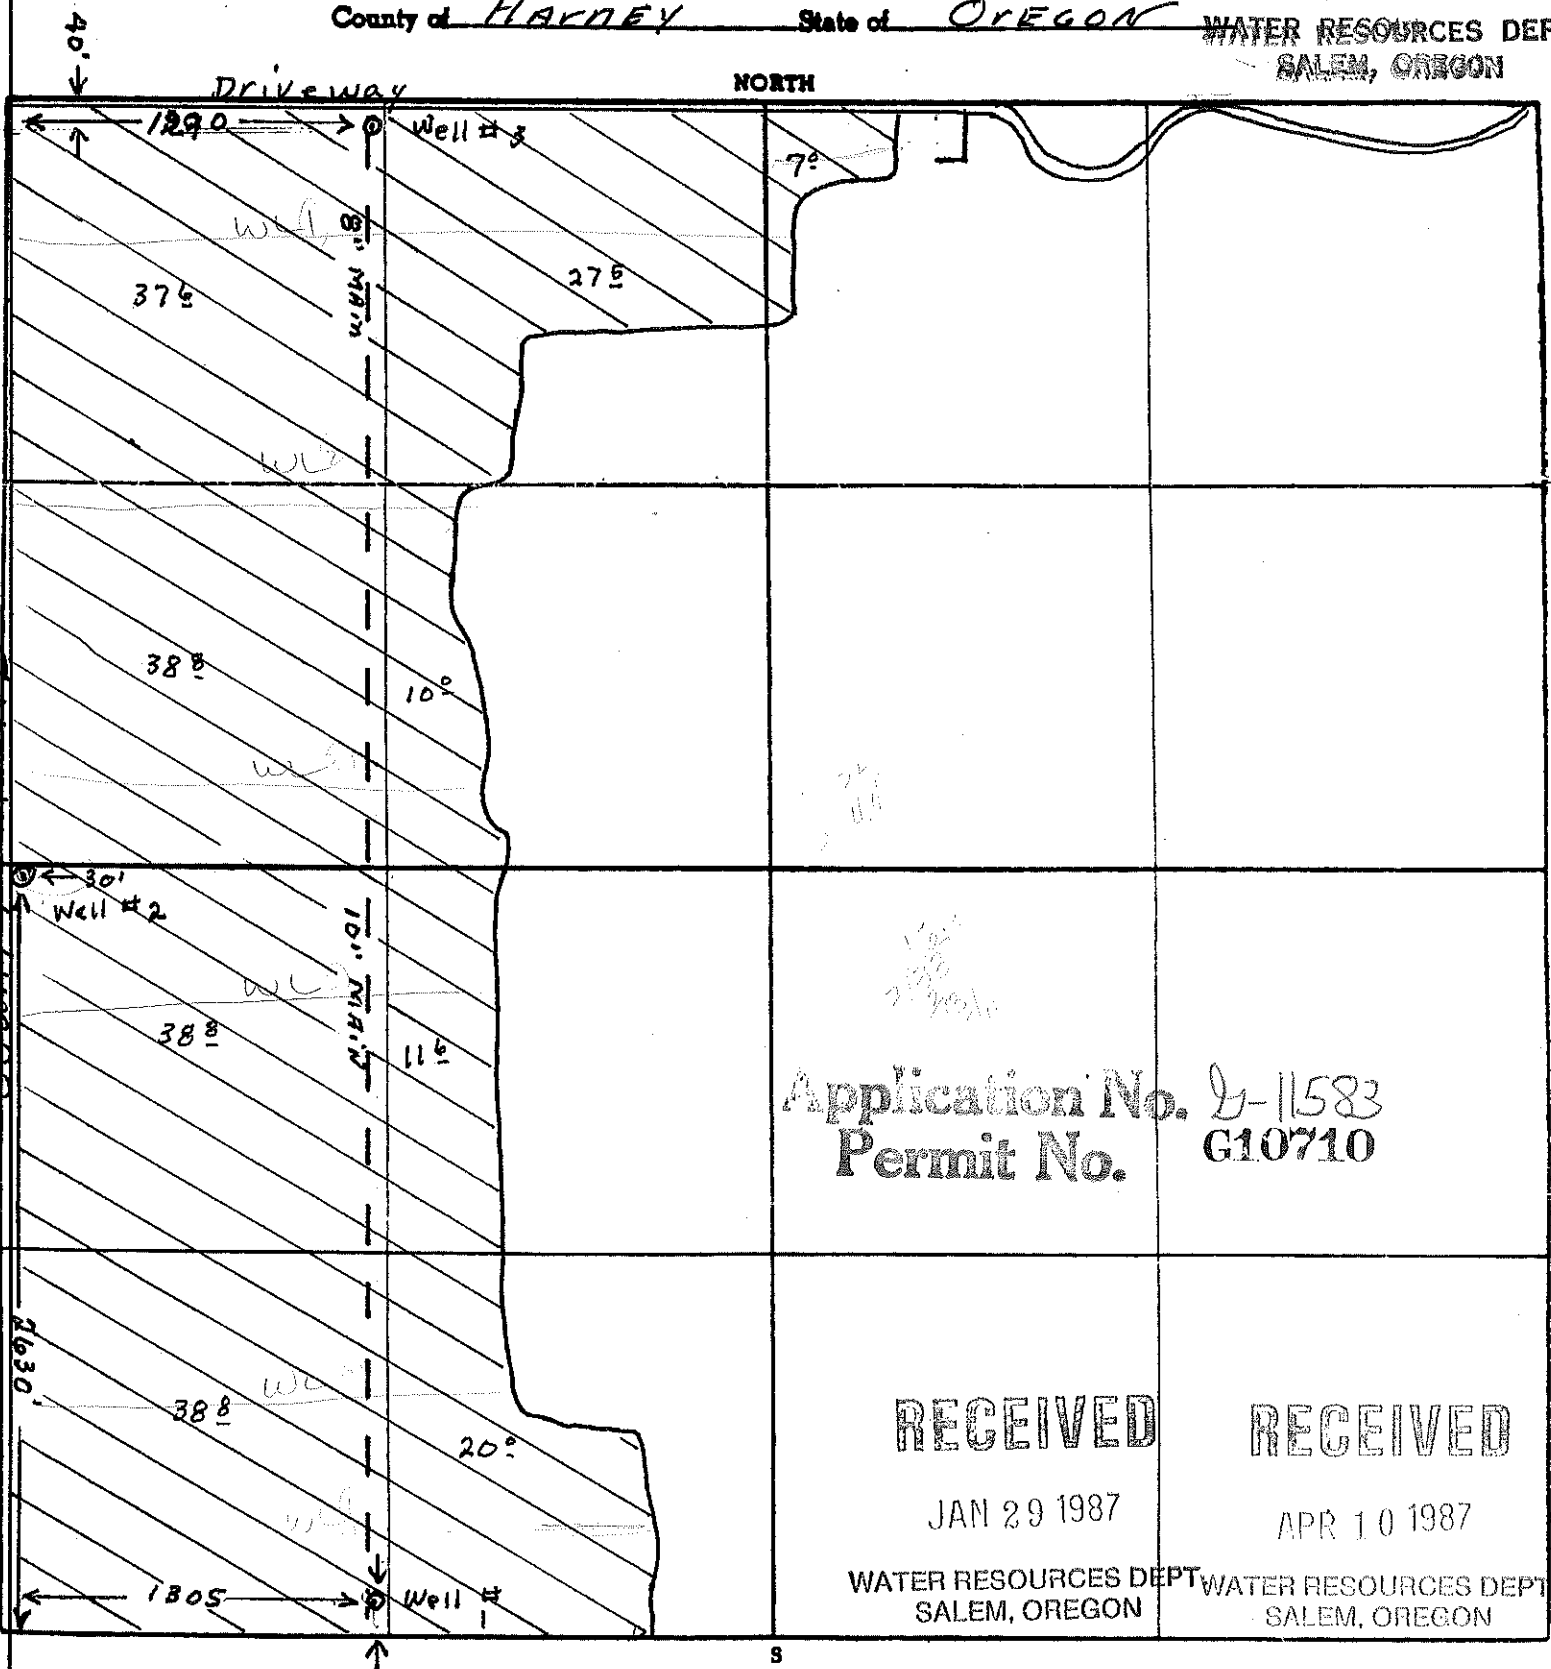 County of HARNEY State of OREGON
WATER RESOURCES DEP
SALEM, OREGON
40'
Driveway
NORTH
Well # 3
7.0
8" MAIN
37.6
27.5
38.8
10.0
30'
Well #2
10" MAIN
38.8
11.6
Application No. G-11583
Permit No. G10710
2630'
38.8
20.0
RECEIVED
RECEIVED
JAN 29 1987
APR 10 1987
WATER RESOURCES DEPT
WATER RESOURCES DEPT
SALEM, OREGON
SALEM, OREGON
1305
Well #1
S